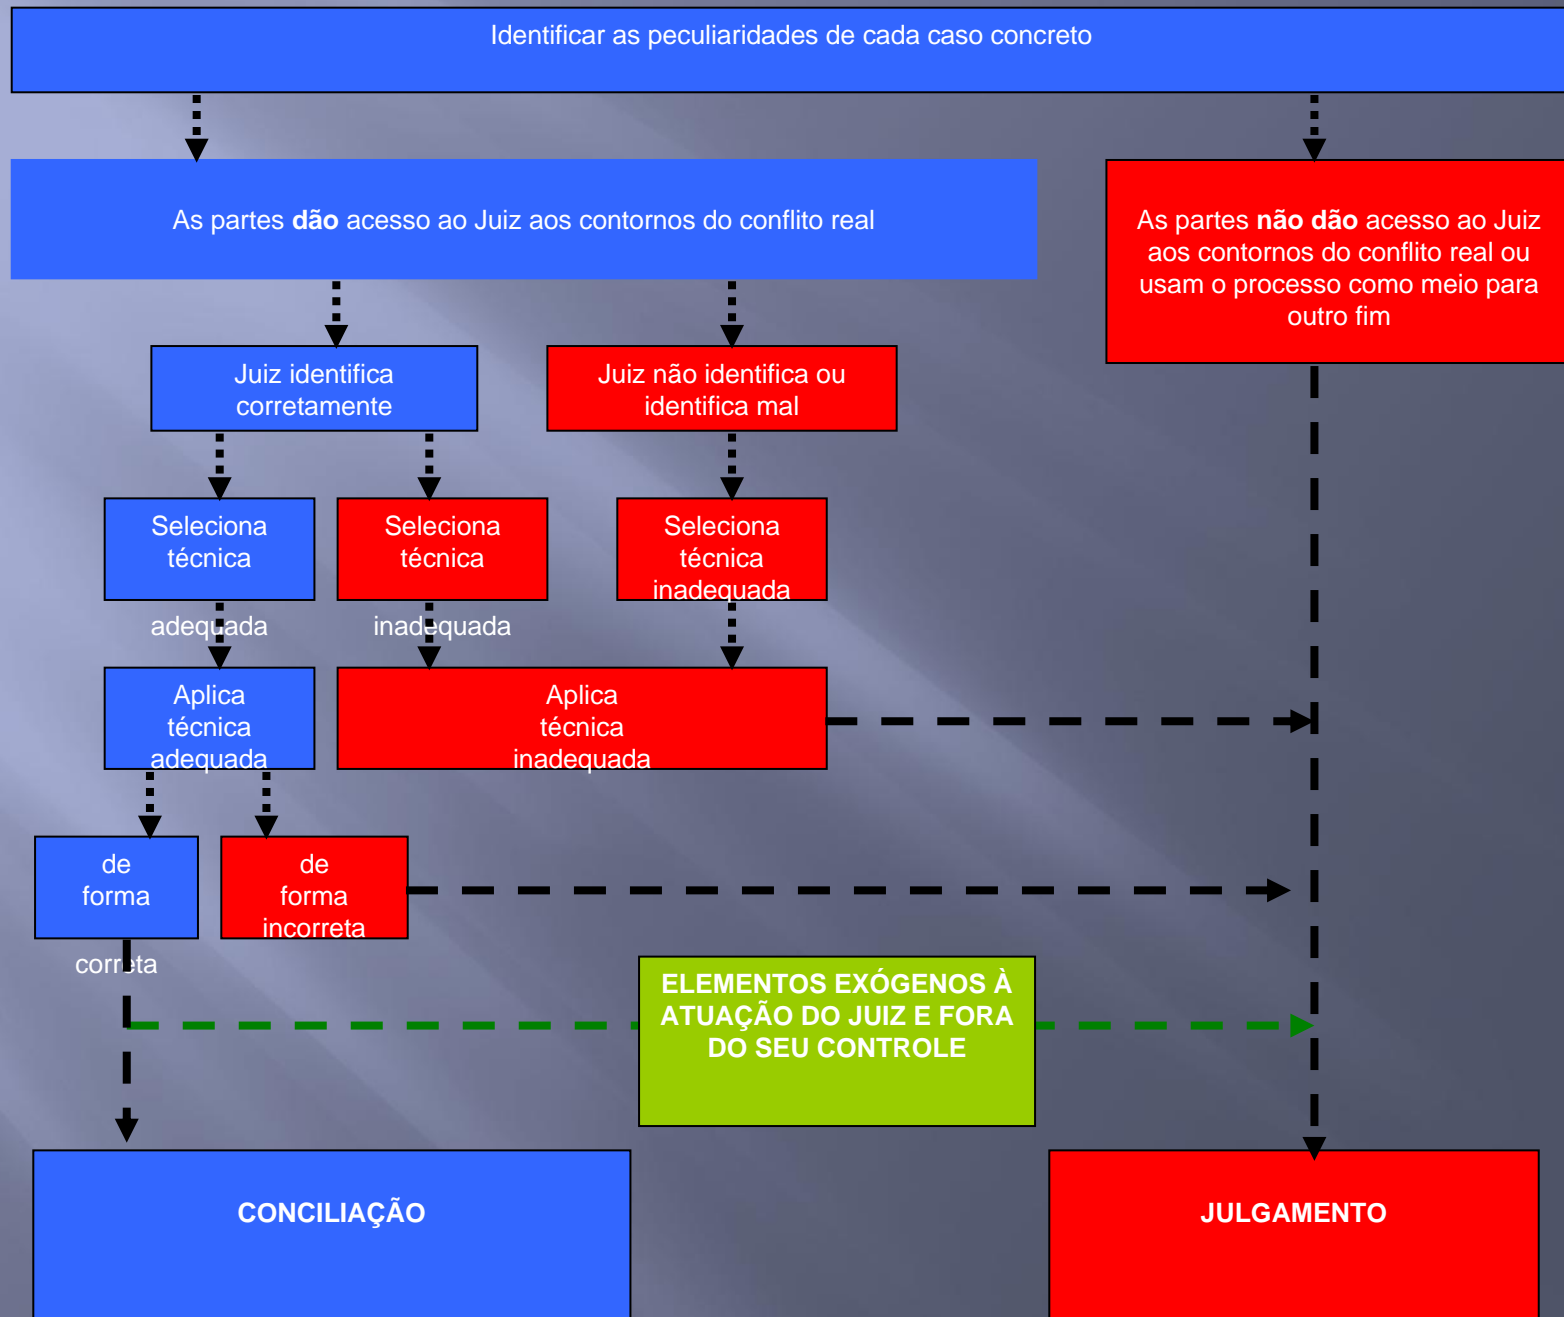 Identificar as peculiaridades de cada caso concreto
As partes dão acesso ao Juiz aos contornos do conflito real
As partes não dão acesso ao Juiz
aos contornos do conflito real ou
usam o processo como meio para
outro fim
Juiz identifica
corretamente
Juiz não identifica ou
identifica mal
Seleciona
técnica
adequada
Seleciona
técnica
inadequada
Seleciona
técnica
inadequada
Aplica
técnica
adequada
Aplica
técnica
inadequada
de
forma
correta
de
forma
incorreta
ELEMENTOS EXÓGENOS À
ATUAÇÃO DO JUIZ E FORA
DO SEU CONTROLE
CONCILIAÇÃO
JULGAMENTO